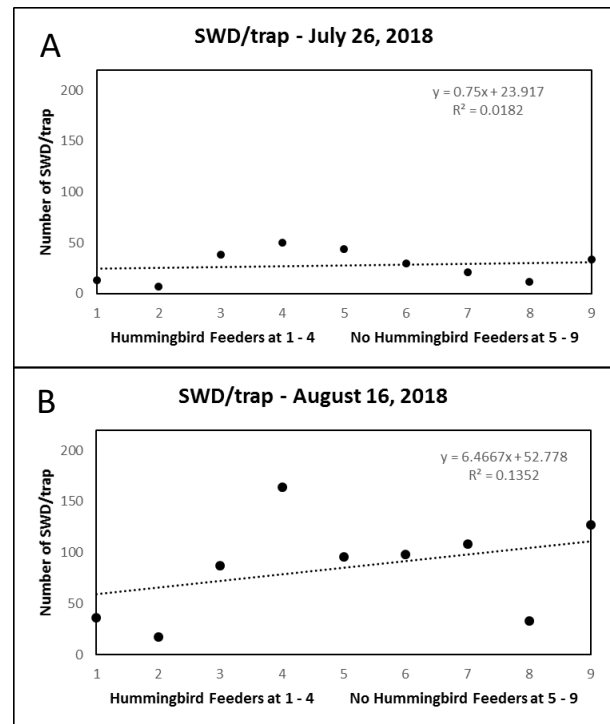 A
SWD/trap - July 26, 2018
y = 0.75x + 23.917
R² = 0.0182
Number of SWD/trap
200
150
100
50
0
1 2 3 4 5 6 7 8 9
Hummingbird Feeders at 1 - 4 No Hummingbird Feeders at 5 - 9
B
SWD/trap - August 16, 2018
y = 6.4667x + 52.778
R² = 0.1352
Number of SWD/trap
200
150
100
50
0
1 2 3 4 5 6 7 8 9
Hummingbird Feeders at 1 - 4 No Hummingbird Feeders at 5 - 9